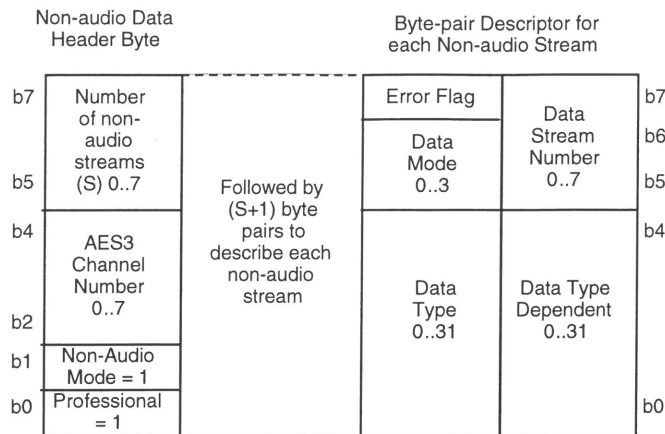 Non-audio Data
Header Byte
Byte-pair Descriptor for
each Non-audio Stream
b7
b5
b4
b2
b1
b0
Number
of non-
audio
streams
(S) 0..7
AES3
Channel
Number
0..7
Non-Audio
Mode = 1
Professional
= 1
Followed by
(S+1) byte
pairs to
describe each
non-audio
stream
Error Flag
Data
Mode
0..3
Data
Type
0..31
Data
Stream
Number
0..7
Data Type
Dependent
0..31
b7
b6
b5
b4
b0